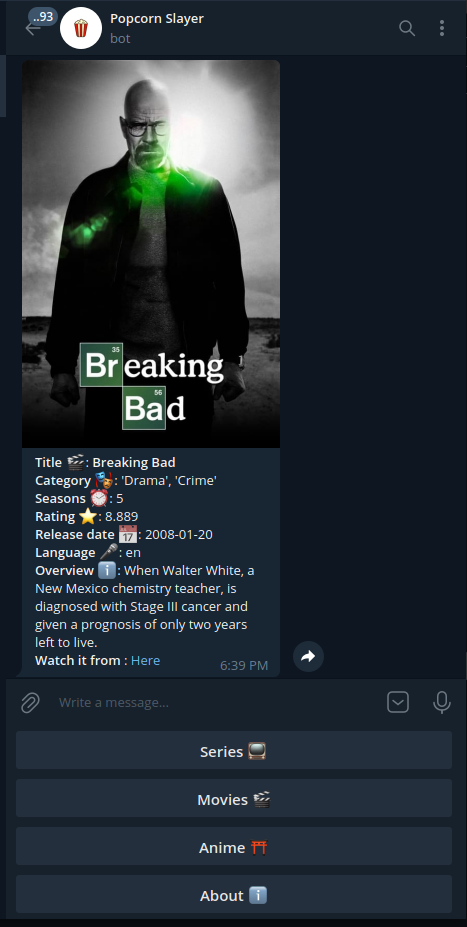 ..93
Popcorn Slayer
bot
35
Breaking
56
Bad
Title 🎬: Breaking Bad
Category 🎭: 'Drama', 'Crime'
Seasons ⏰: 5
Rating ⭐: 8.889
Release date 📅: 2008-01-20
Language 🎤: en
Overview ℹ️: When Walter White, a
New Mexico chemistry teacher, is
diagnosed with Stage III cancer and
given a prognosis of only two years
left to live.
Watch it from : Here
6:39 PM
Write a message...
Series 📺
Movies 🎬
Anime ⛩️
About ℹ️